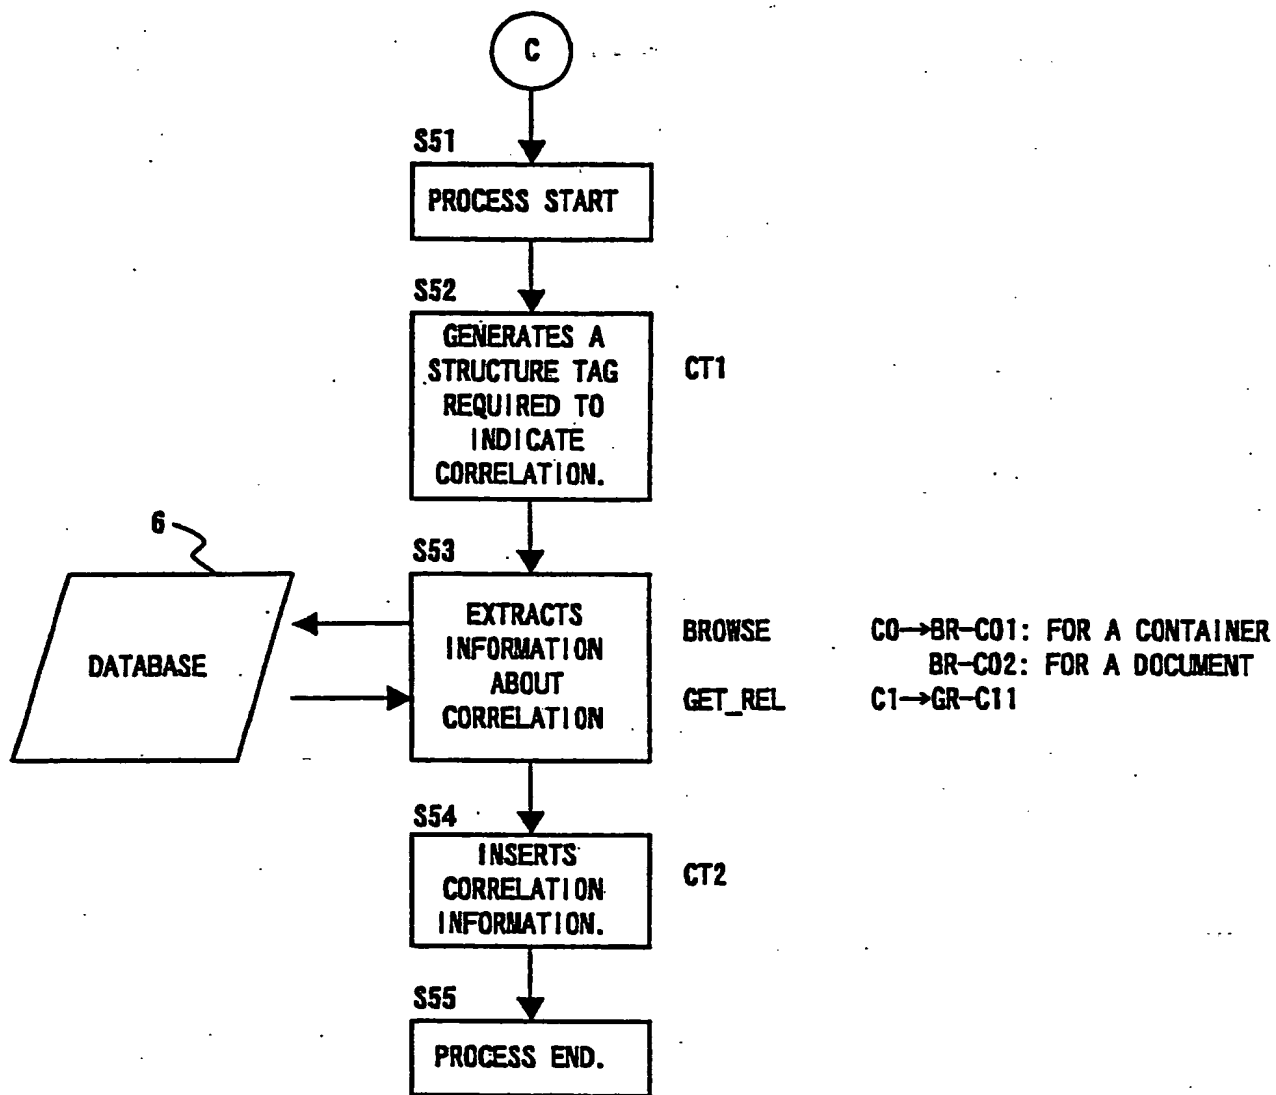 C
S51
PROCESS START
S52
GENERATES A
STRUCTURE TAG
REQUIRED TO
INDICATE
CORRELATION.
CT1
6
DATABASE
S53
EXTRACTS
INFORMATION
ABOUT
CORRELATION
BROWSE C0→BR-C01: FOR A CONTAINER
BR-C02: FOR A DOCUMENT
GET_REL C1→GR-C11
S54
INSERTS
CORRELATION
INFORMATION.
CT2
S55
PROCESS END.